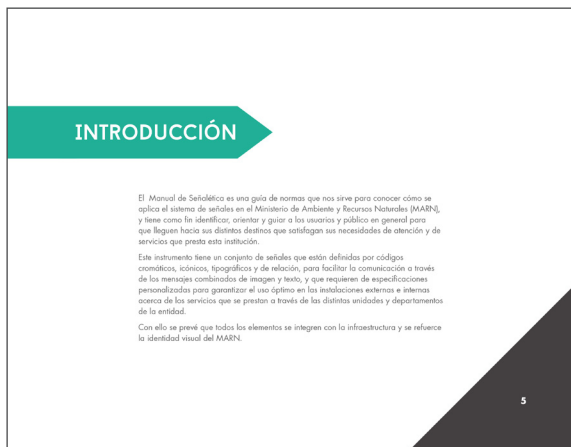 INTRODUCCIÓN
El Manual de Señalética es una guía de normas que nos sirve para conocer cómo se
aplica el sistema de señales en el Ministerio de Ambiente y Recursos Naturales (MARN),
y tiene como fin identificar, orientar y guiar a los usuarios y público en general para
que lleguen hacia sus distintos destinos que satisfagan sus necesidades de atención y de
servicios que presta esta institución.
Este instrumento tiene un conjunto de señales que están definidas por códigos
cromáticos, icónicos, tipográficos y de relación, para facilitar la comunicación a través
de los mensajes combinados de imagen y texto, y que requieren de especificaciones
personalizadas para garantizar el uso óptimo en las instalaciones externas e internas
acerca de los servicios que se prestan a través de las distintas unidades y departamentos
de la entidad.
Con ello se prevé que todos los elementos se integren con la infraestructura y se refuerce
la identidad visual del MARN.
5